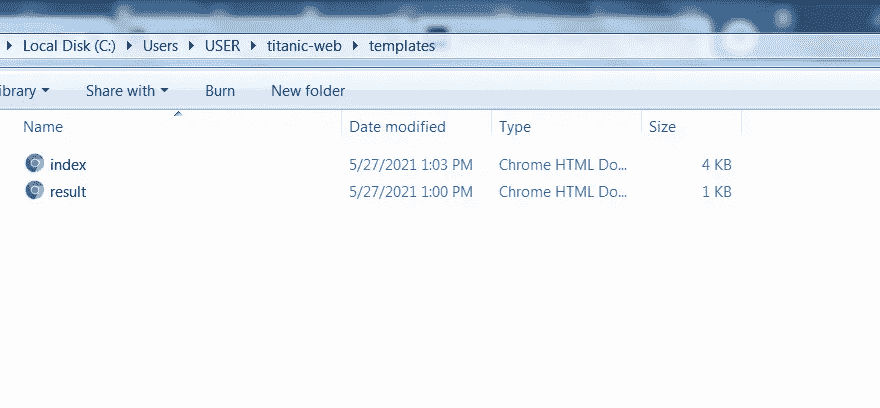 Local Disk (C:) Users USER titanic-web templates
ibrary Share with Burn New folder
Name Date modified Type Size
index 5/27/2021 1:03 PM Chrome HTML Do... 4 KB
result 5/27/2021 1:00 PM Chrome HTML Do... 1 KB